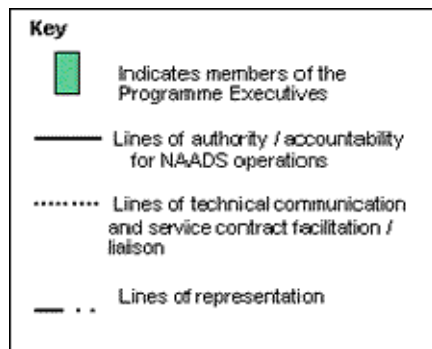 Key
Indicates members of the
Programme Executives
Lines of authority / accountability
for NAADS operations
Lines of technical communication
and service contract facilitation /
liaison
Lines of representation